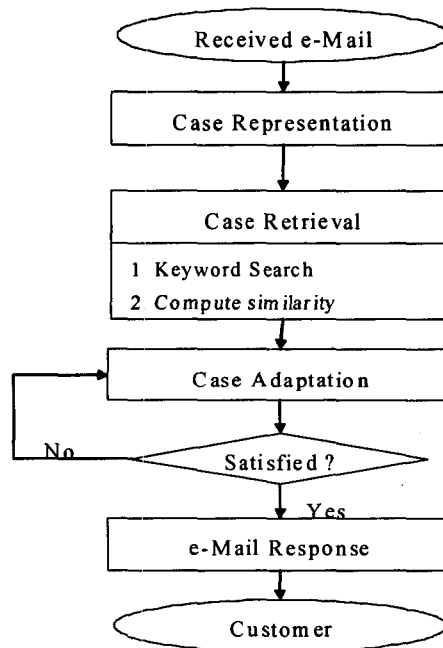 Received e-Mail
Case Representation
Case Retrieval
1 Keyword Search
2 Compute similarity
Case Adaptation
No
Satisfied ?
Yes
e-Mail Response
Customer